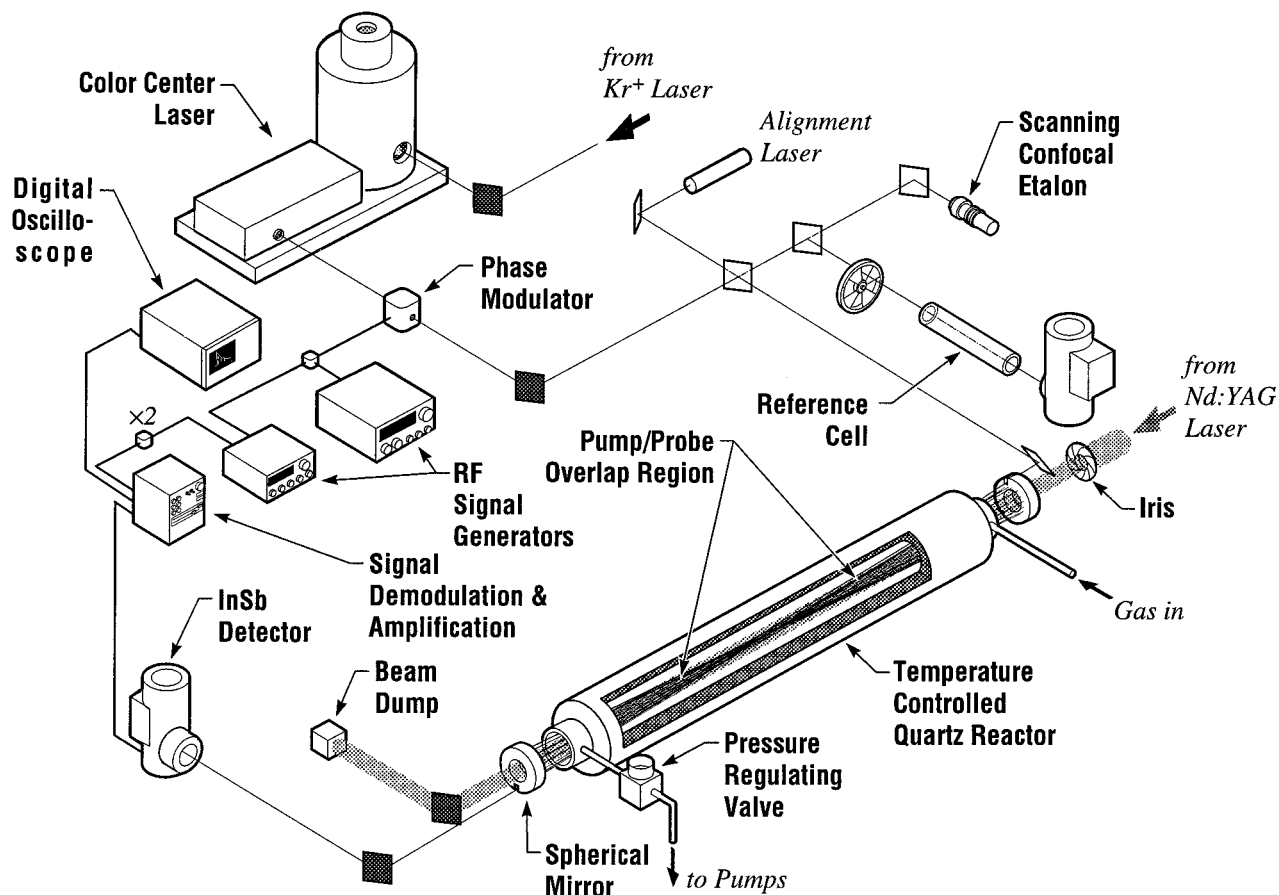 from
Kr+ Laser
Color Center
Laser
Alignment
Laser
Scanning
Confocal
Etalon
Digital
Oscillo-
scope
Phase
Modulator
from
Nd:YAG
Laser
Reference
Cell
×2
Pump/Probe
Overlap Region
RF
Signal
Generators
Iris
Signal
Demodulation &
Amplification
Gas in
InSb
Detector
Beam
Dump
Temperature
Controlled
Quartz Reactor
Pressure
Regulating
Valve
Spherical
Mirror
to Pumps